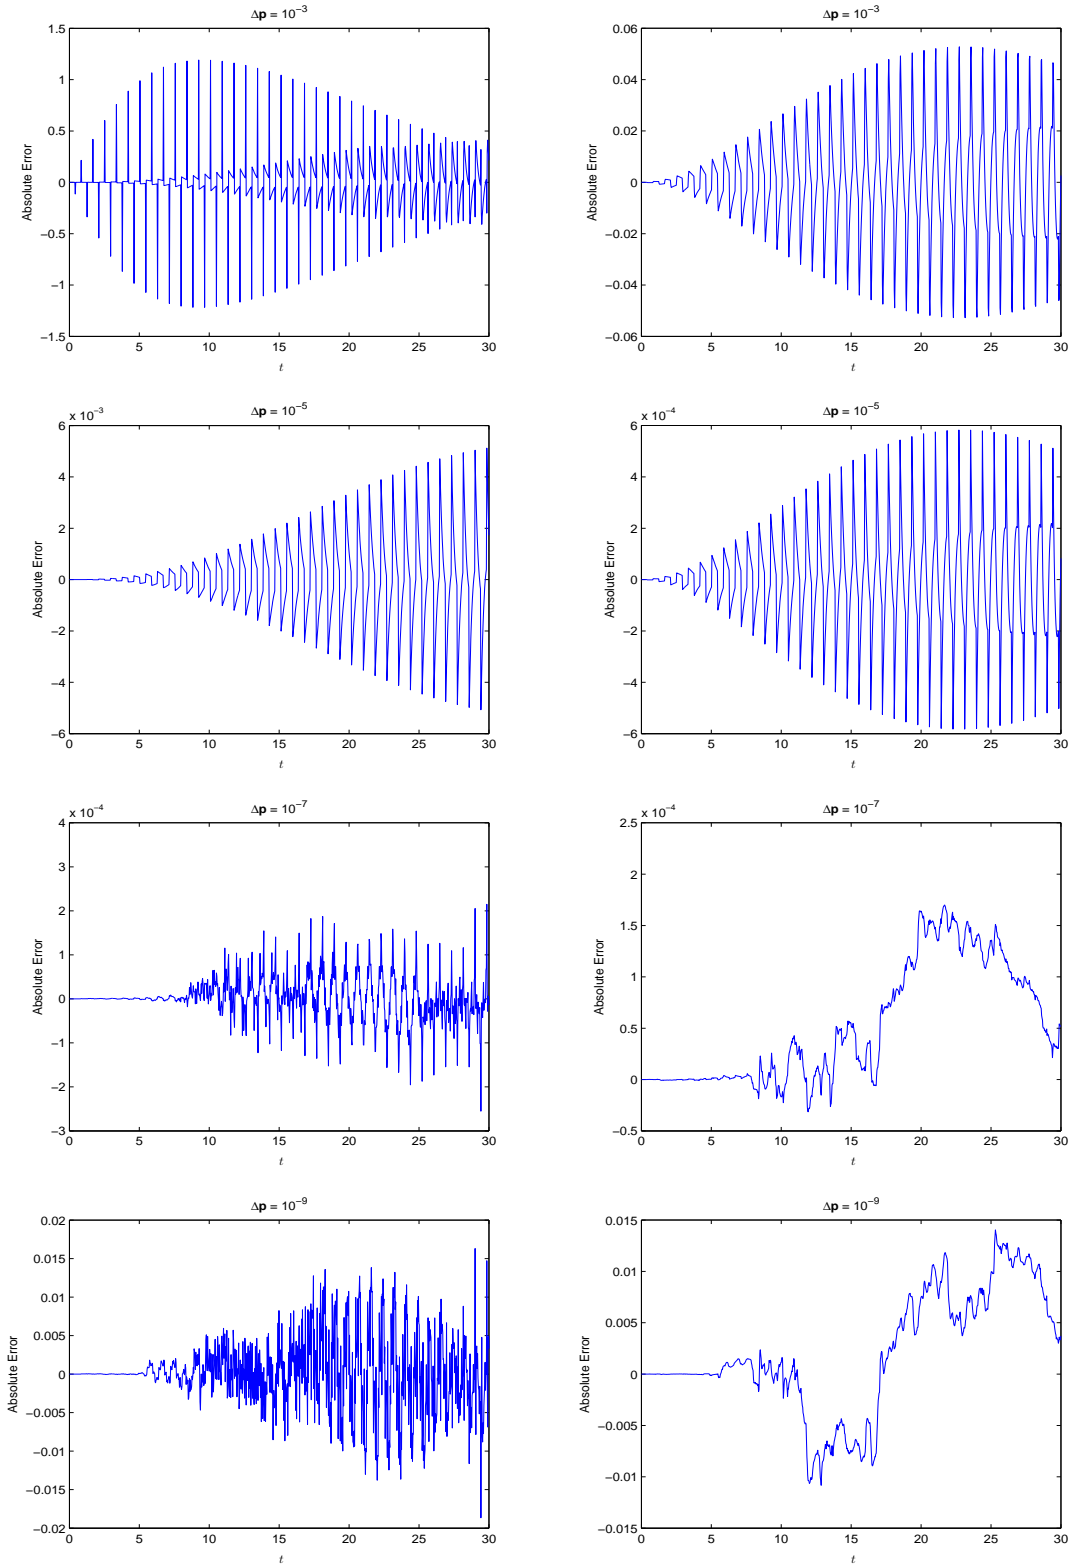 Δp = 10⁻³
1.5
1
0.5
0
−0.5
−1
−1.5
Absolute Error
0 5 10 15 20 25 30
t
Δp = 10⁻³
0.06
0.04
0.02
0
−0.02
−0.04
−0.06
Absolute Error
0 5 10 15 20 25 30
t
x 10⁻³
Δp = 10⁻⁵
6
4
2
0
−2
−4
−6
Absolute Error
0 5 10 15 20 25 30
t
x 10⁻⁴
Δp = 10⁻⁵
6
4
2
0
−2
−4
−6
Absolute Error
0 5 10 15 20 25 30
t
x 10⁻⁴
Δp = 10⁻⁷
4
3
2
1
0
−1
−2
−3
Absolute Error
0 5 10 15 20 25 30
t
x 10⁻⁴
Δp = 10⁻⁷
2.5
2
1.5
1
0.5
0
−0.5
Absolute Error
0 5 10 15 20 25 30
t
Δp = 10⁻⁹
0.02
0.015
0.01
0.005
0
−0.005
−0.01
−0.015
−0.02
Absolute Error
0 5 10 15 20 25 30
t
Δp = 10⁻⁹
0.015
0.01
0.005
0
−0.005
−0.01
−0.015
Absolute Error
0 5 10 15 20 25 30
t